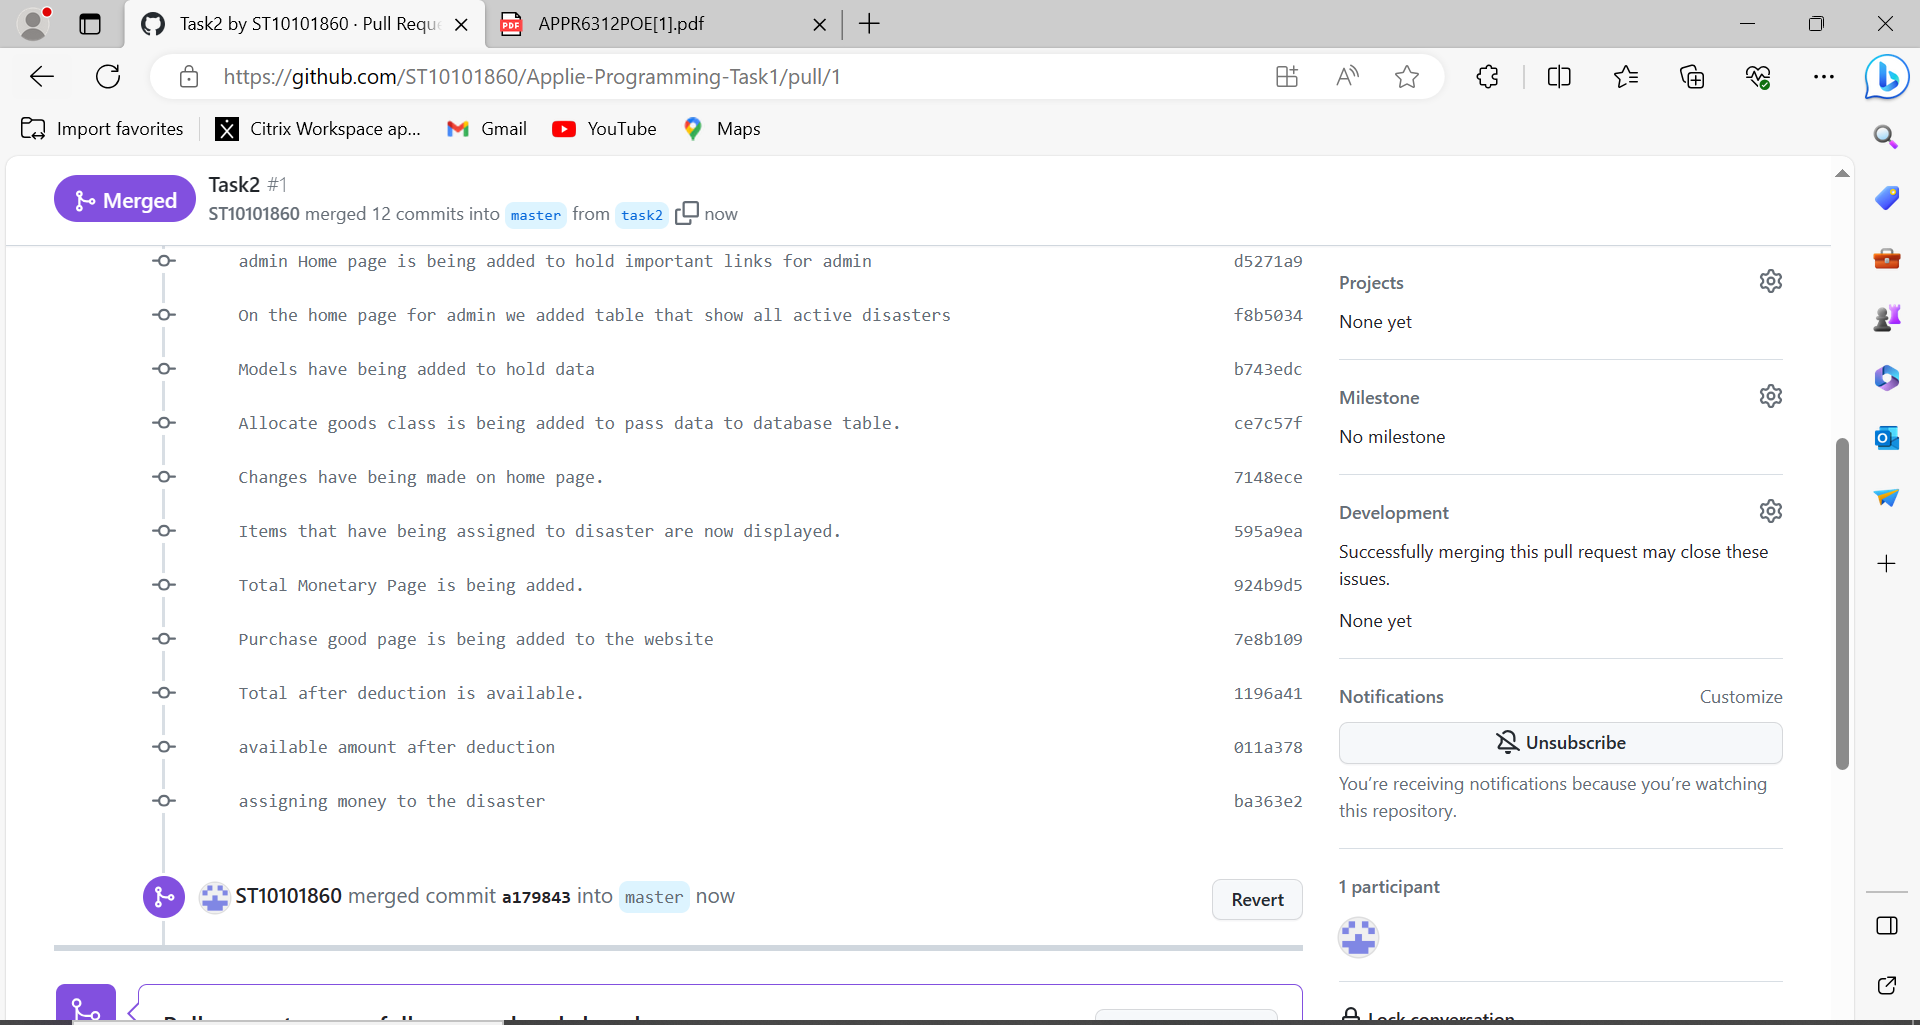 Task2 by ST10101860 · Pull Requ
APPR6312POE[1].pdf
https://github.com/ST10101860/Applie-Programming-Task1/pull/1
Import favorites
Citrix Workspace ap...
Gmail
YouTube
Maps
Merged
Task2 #1
ST10101860 merged 12 commits into master from task2 now
admin Home page is being added to hold important links for admin d5271a9
On the home page for admin we added table that show all active disasters f8b5034
Models have being added to hold data b743edc
Allocate goods class is being added to pass data to database table. ce7c57f
Changes have being made on home page. 7148ece
Items that have being assigned to disaster are now displayed. 595a9ea
Total Monetary Page is being added. 924b9d5
Purchase good page is being added to the website 7e8b109
Total after deduction is available. 1196a41
available amount after deduction 011a378
assigning money to the disaster ba363e2
ST10101860 merged commit a179843 into master now
Revert
Projects
None yet
Milestone
No milestone
Development
Successfully merging this pull request may close these
issues.
None yet
Notifications
Customize
Unsubscribe
You're receiving notifications because you're watching
this repository.
1 participant
Lock conversation